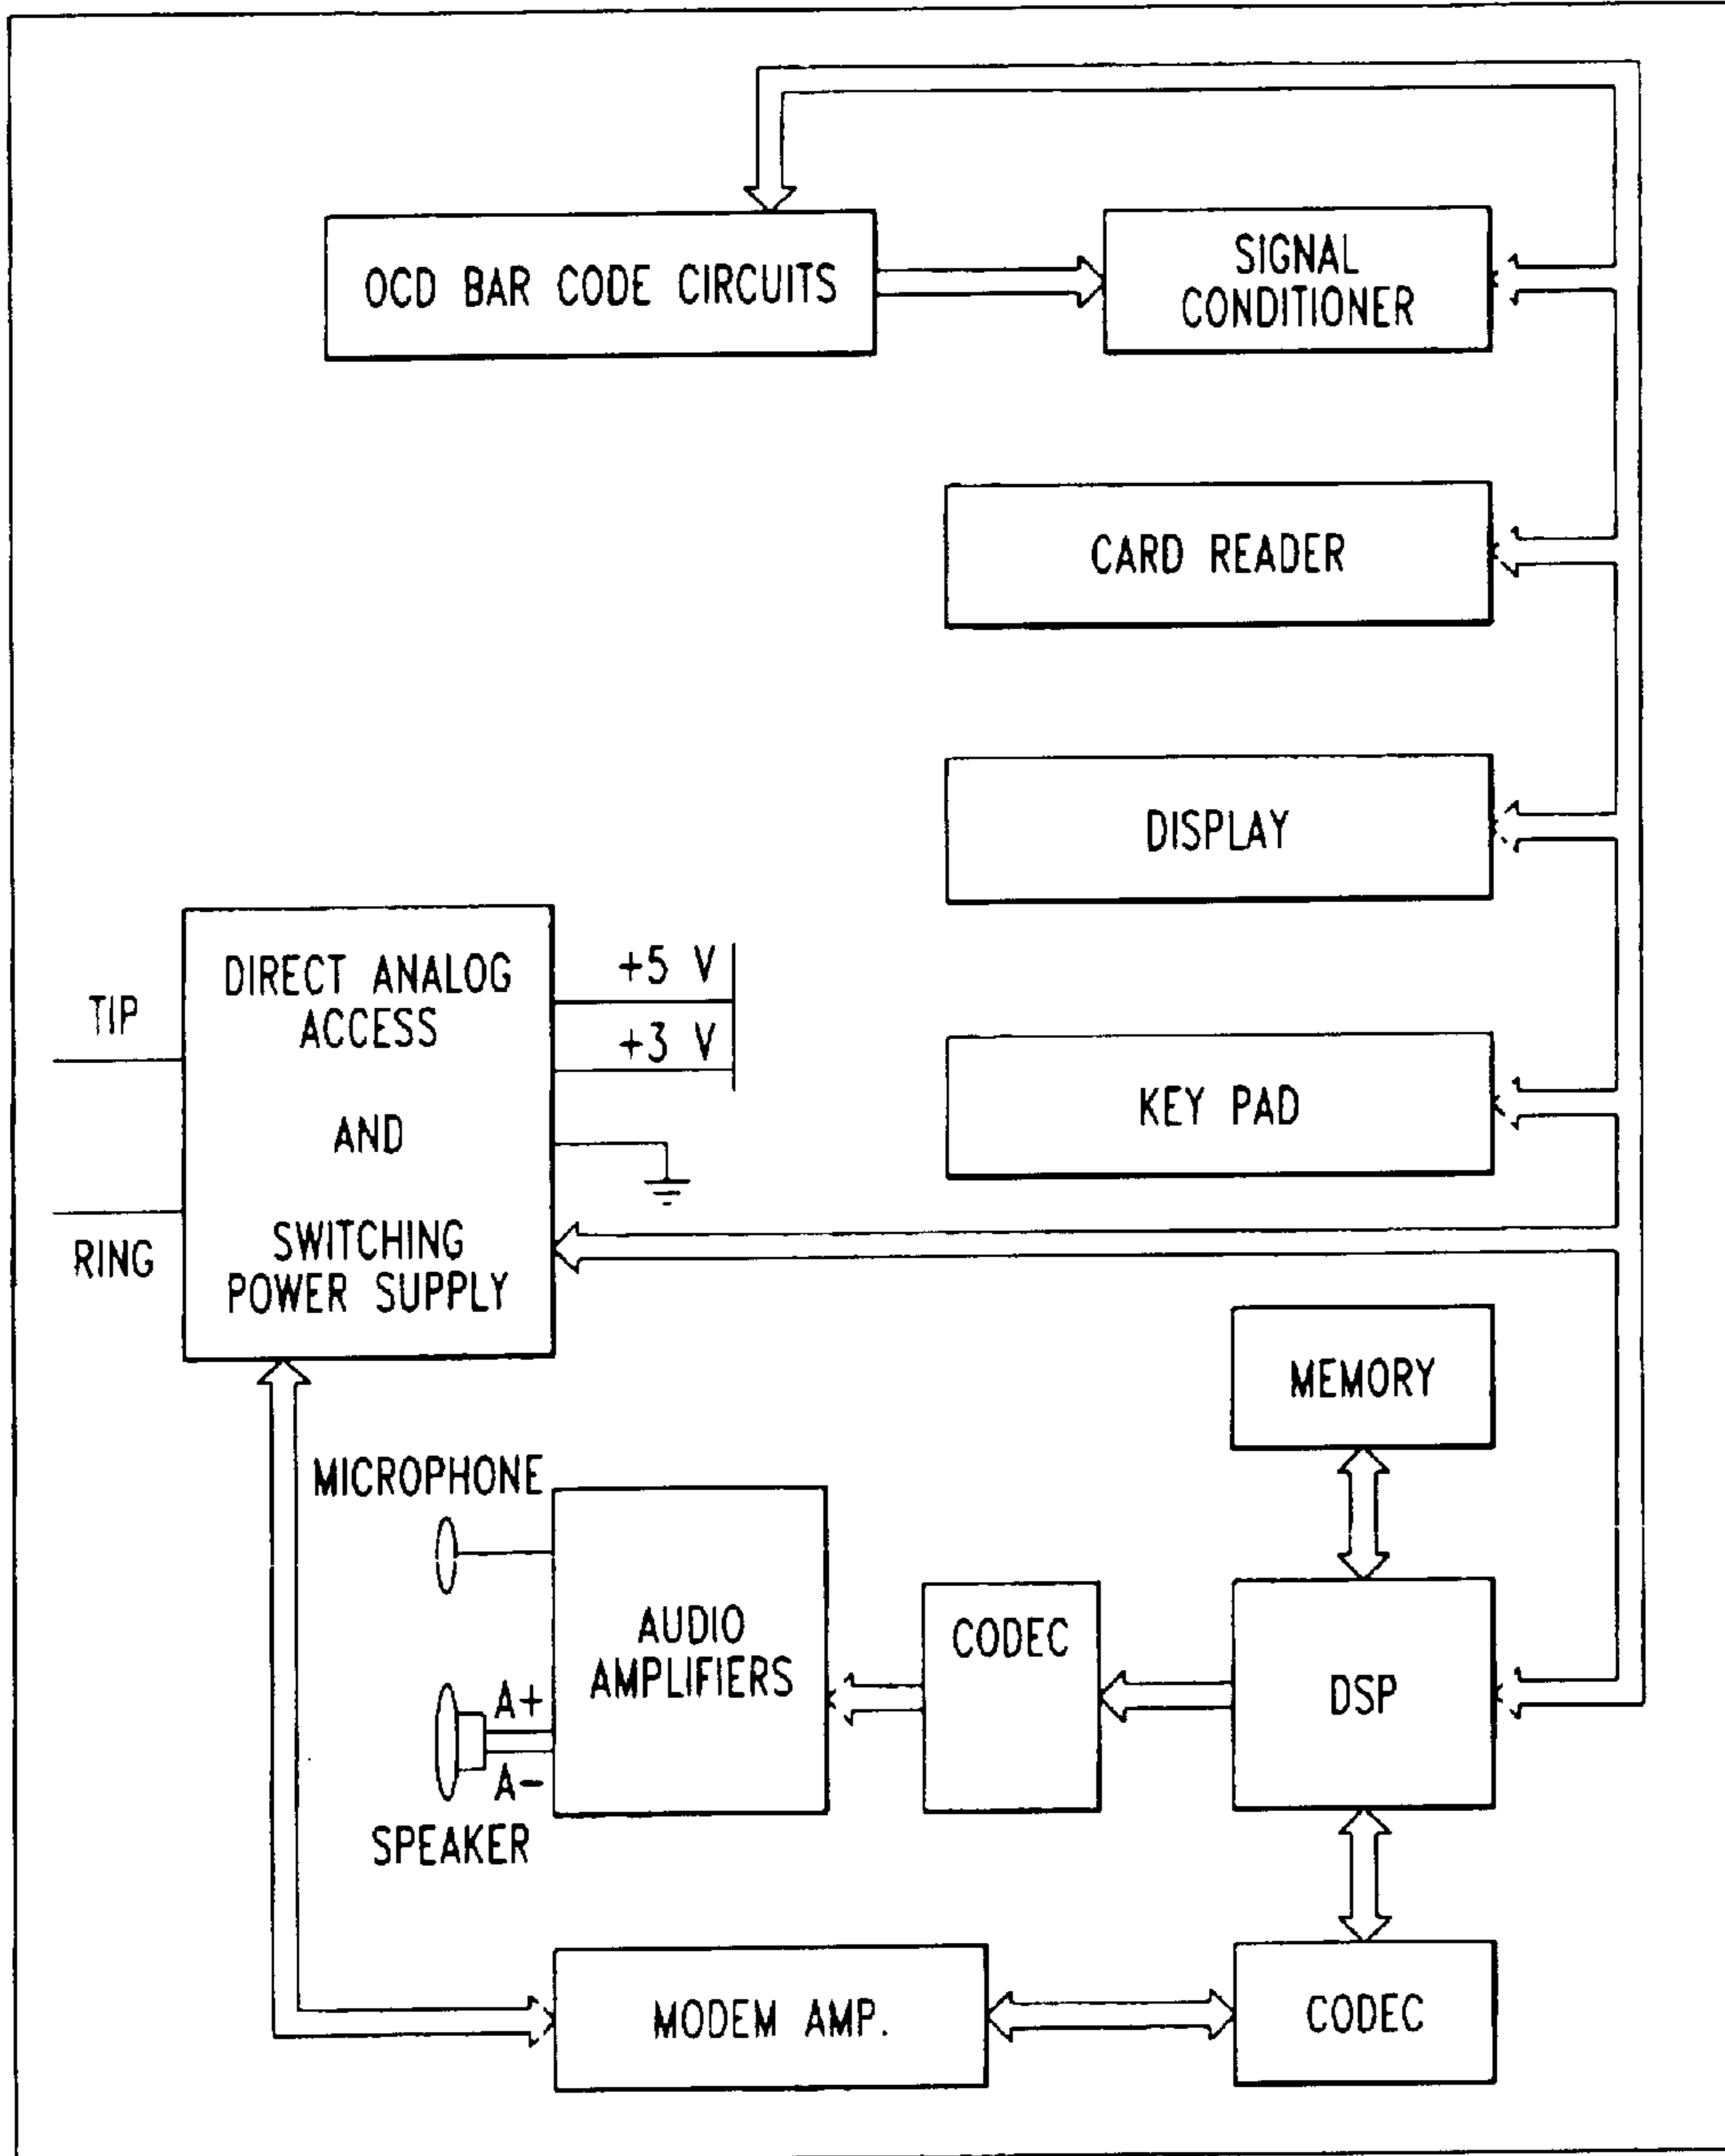 OCD BAR CODE CIRCUITS
SIGNAL
CONDITIONER
CARD READER
DISPLAY
DIRECT ANALOG
ACCESS
AND
SWITCHING
POWER SUPPLY
TIP
RING
+5 V
+3 V
KEY PAD
MEMORY
MICROPHONE
AUDIO
AMPLIFIERS
A+
A-
SPEAKER
CODEC
DSP
MODEM AMP.
CODEC